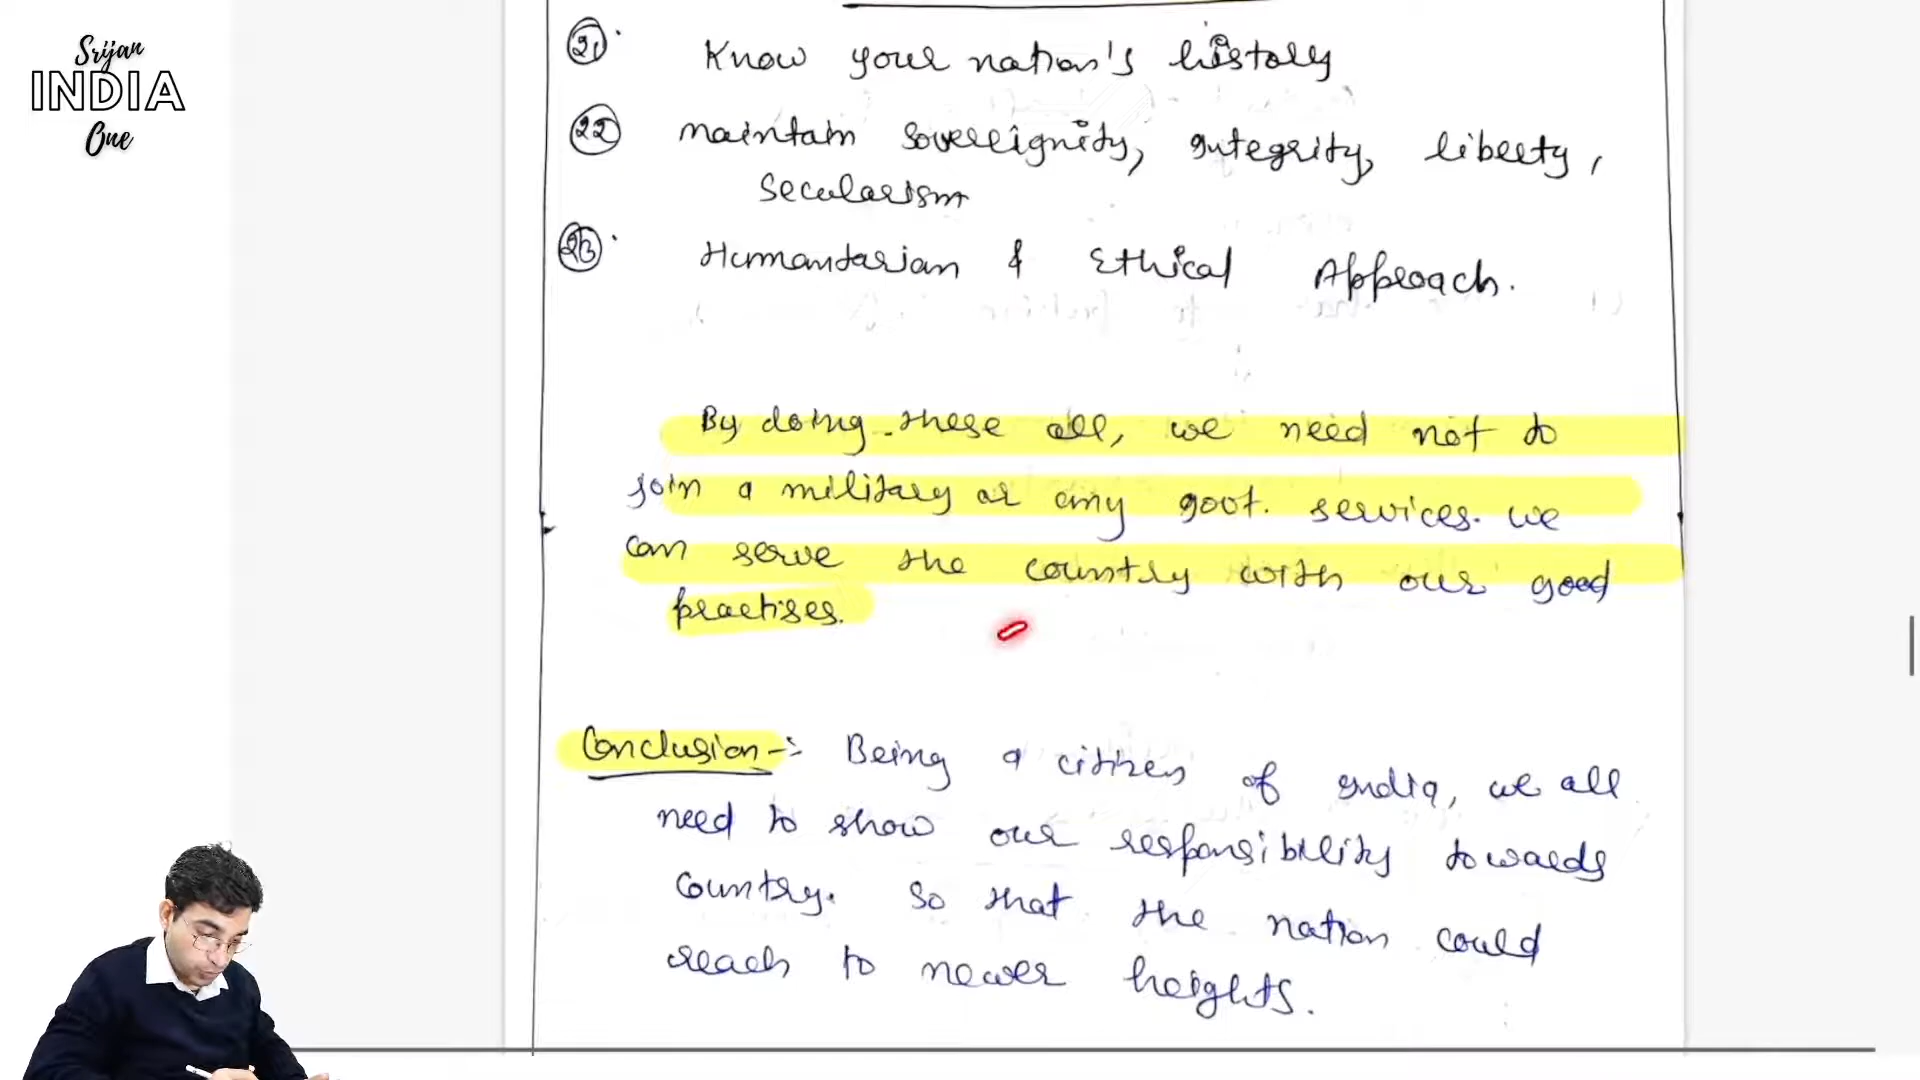 Srijan
INDIA
One
21.
Know your nation's history
22 maintain sovereignity, Integrity, liberty,
secularism
23. Humanitarian & Ethical Approach.
By doing these all, we need not to
join a military or any govt. services. we
can serve the country with our good
practises.
Conclusion -: Being a citizen of India, we all
need to show our responsibility towards
country. So that the nation could
reach to newer heights.